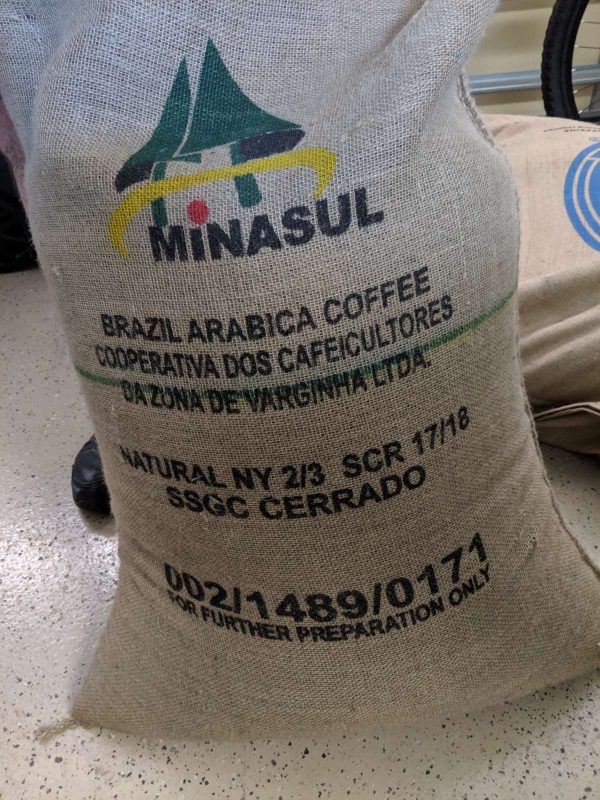 MINASUL
BRAZIL ARABICA COFFEE
COOPERATIVA DOS CAFEICULTORES
DA ZONA DE VARGINHA LTDA.
NATURAL NY 2/3 SCR 17/18
SSGC CERRADO
002/1489/0171
FOR FURTHER PREPARATION ONLY